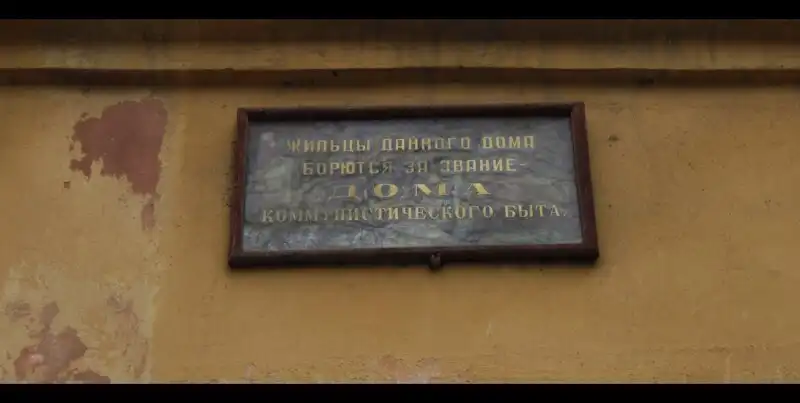 ЖИЛЬЦЫ ДАННОГО ДОМА
БОРЮТСЯ ЗА ЗВАНИЕ-
ДОМА
КОММУНИСТИЧЕСКОГО БЫТА.